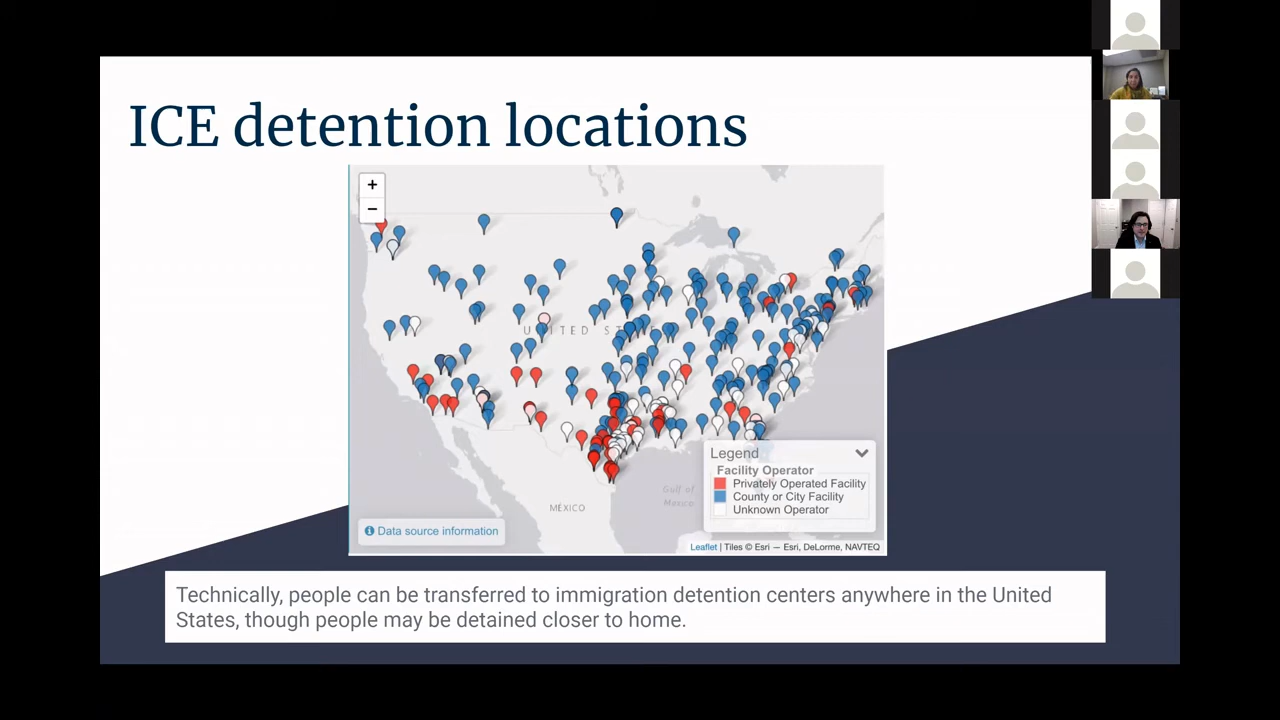 ICE detention locations
+
−
UNITED STATES
MÉXICO
Gulf of
Mexico
Legend
Facility Operator
Privately Operated Facility
County or City Facility
Unknown Operator
Data source information
Leaflet | Tiles © Esri — Esri, DeLorme, NAVTEQ
Technically, people can be transferred to immigration detention centers anywhere in the United
States, though people may be detained closer to home.